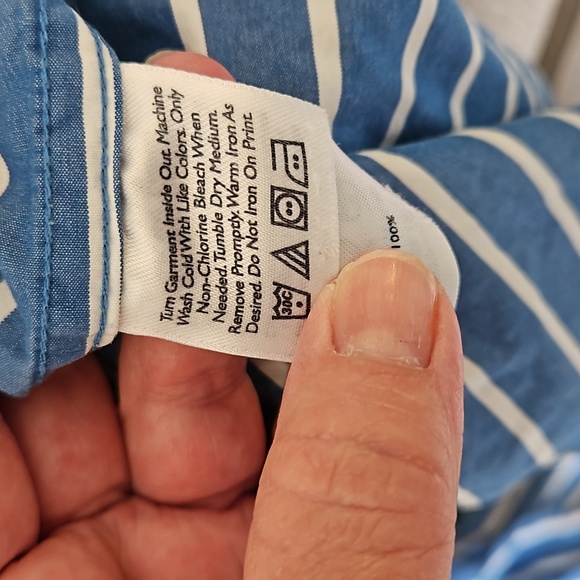 Turn Garment Inside Out. Machine
Wash Cold With Like Colors. Only
Non-Chlorine Bleach When
Needed. Tumble Dry Medium.
Remove Promptly. Warm Iron As
Desired. Do Not Iron On Print
30C
100%